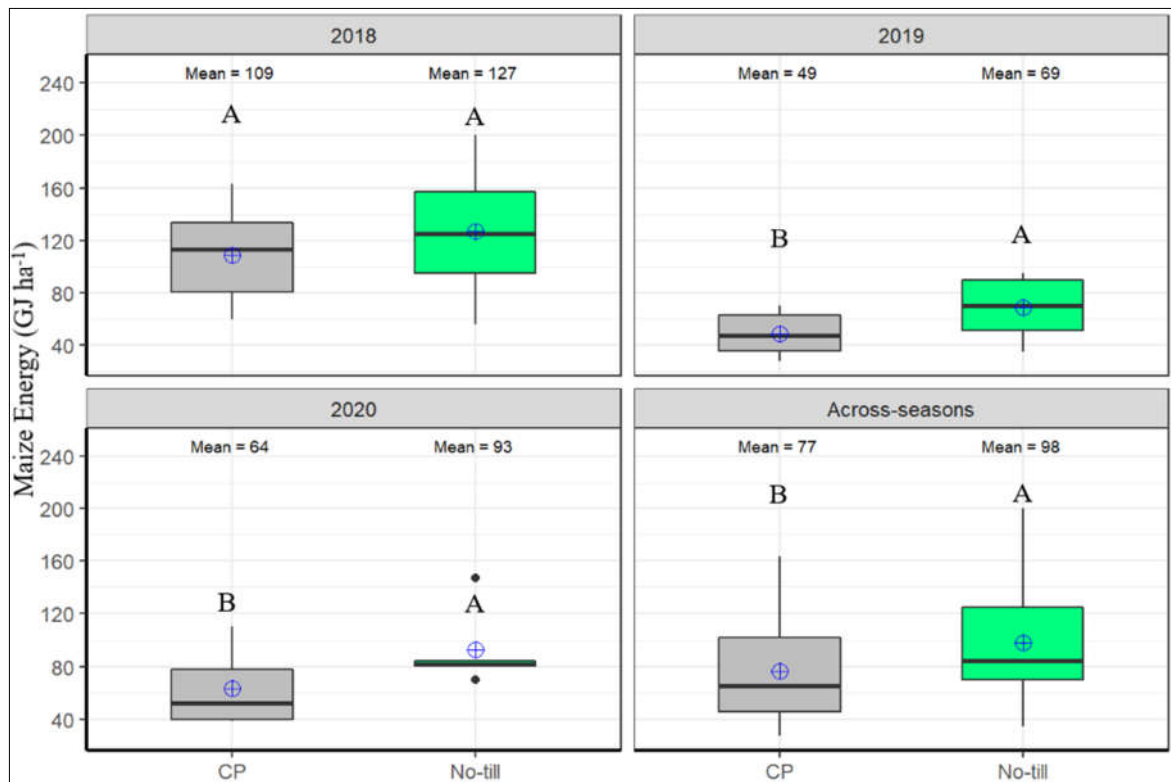 2018
2019
Mean = 109
Mean = 127
Mean = 49
Mean = 69
240
200
160
120
80
40
A
A
B
A
Maize Energy (GJ ha⁻¹)
2020
Across-seasons
Mean = 64
Mean = 93
Mean = 77
Mean = 98
240
200
160
120
80
40
B
A
B
A
CP
No-till
CP
No-till